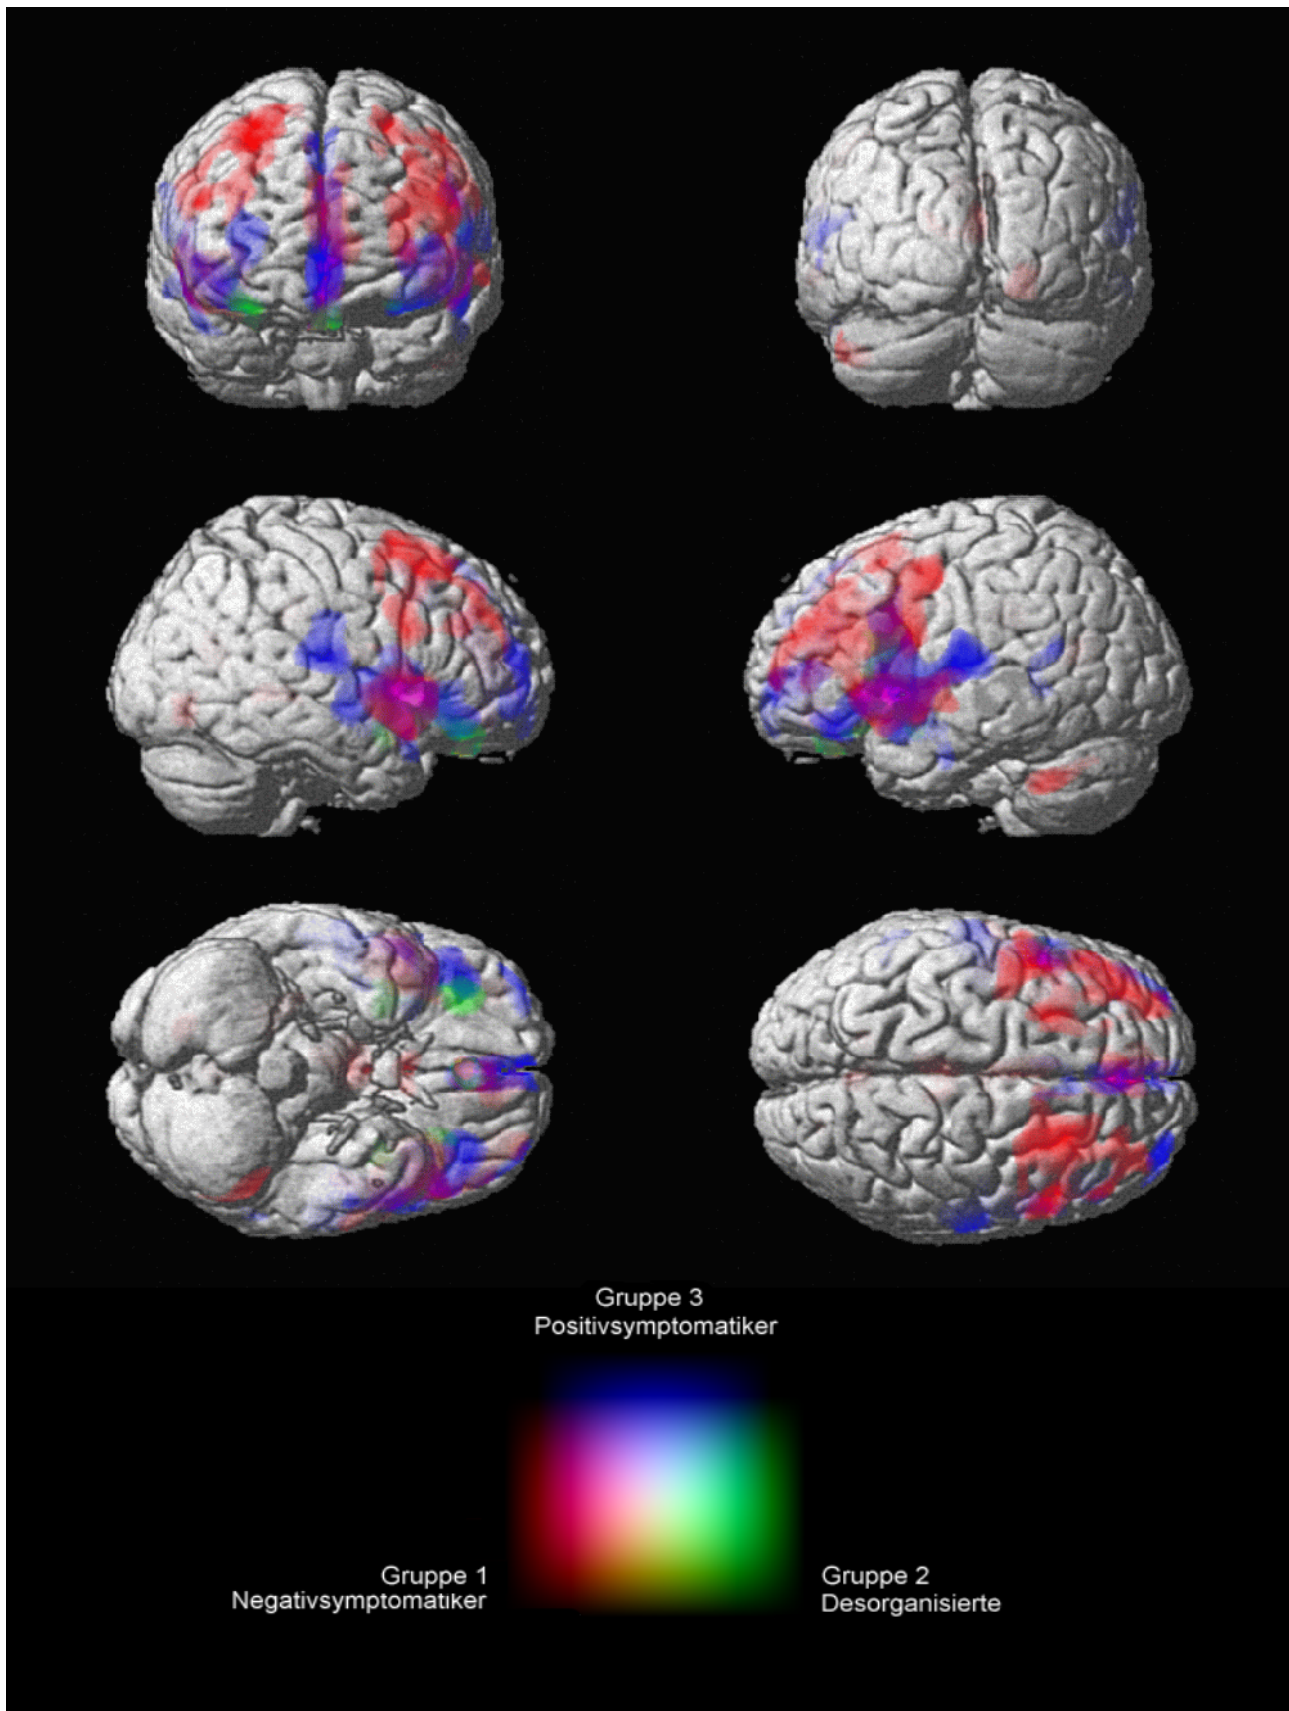 Gruppe 3
Positivsymptomatiker
Gruppe 1
Negativsymptomatiker
Gruppe 2
Desorganisierte